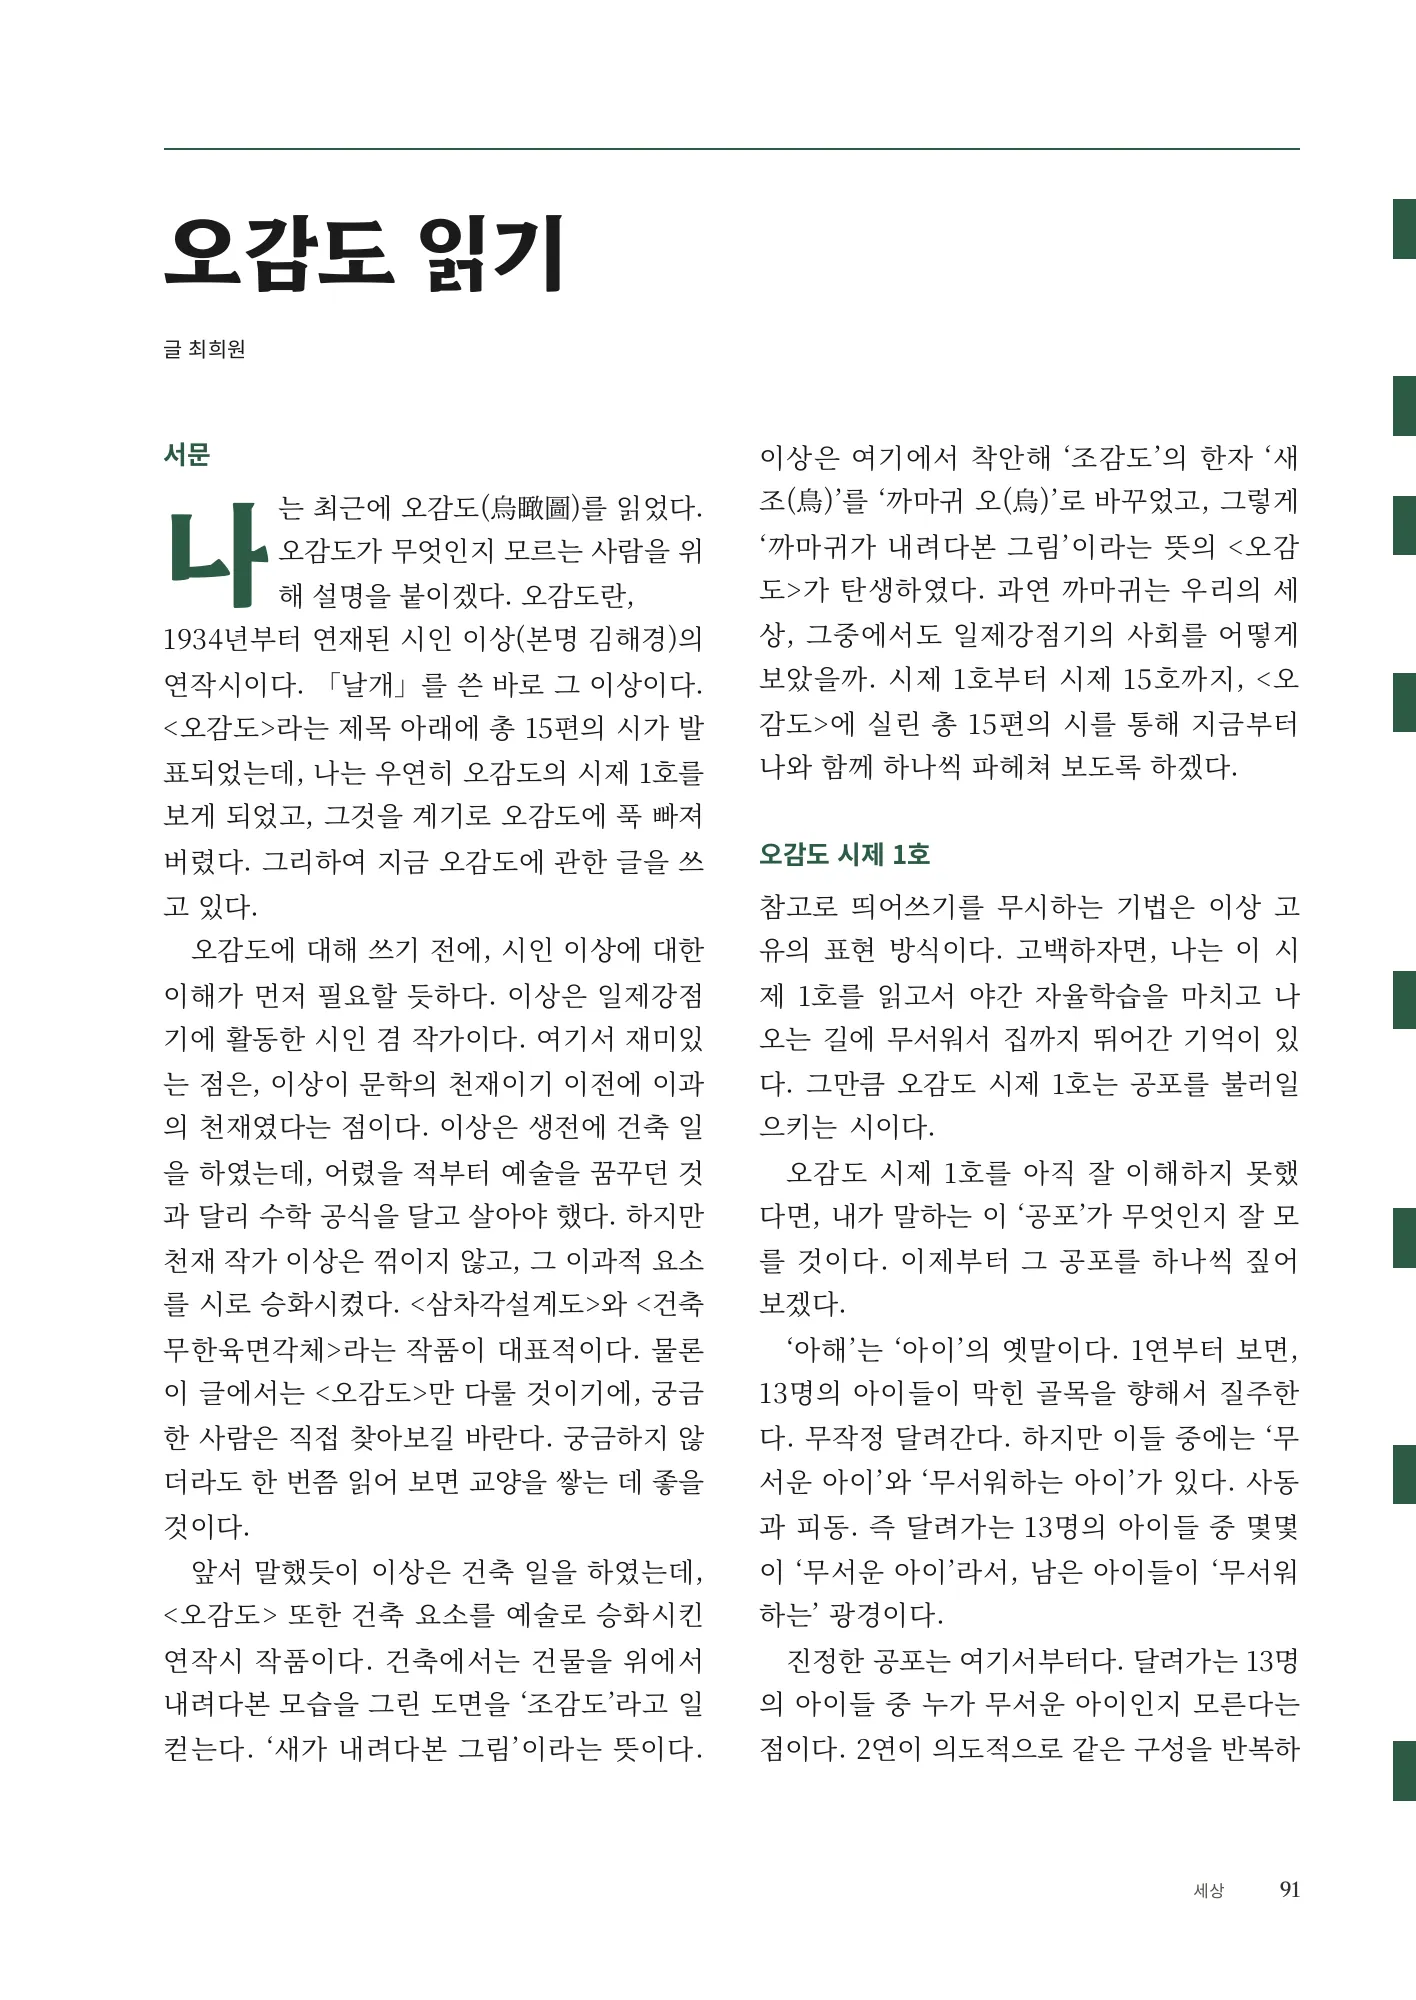 오감도 읽기
글 최희원
서문
나는 최근에 오감도(烏瞰圖)를 읽었다.
오감도가 무엇인지 모르는 사람을 위
해 설명을 붙이겠다. 오감도란,
1934년부터 연재된 시인 이상(본명 김해경)의
연작시이다. 「날개」를 쓴 바로 그 이상이다.
<오감도>라는 제목 아래에 총 15편의 시가 발
표되었는데, 나는 우연히 오감도의 시제 1호를
보게 되었고, 그것을 계기로 오감도에 푹 빠져
버렸다. 그리하여 지금 오감도에 관한 글을 쓰
고 있다.
오감도에 대해 쓰기 전에, 시인 이상에 대한
이해가 먼저 필요할 듯하다. 이상은 일제강점
기에 활동한 시인 겸 작가이다. 여기서 재미있
는 점은, 이상이 문학의 천재이기 이전에 이과
의 천재였다는 점이다. 이상은 생전에 건축 일
을 하였는데, 어렸을 적부터 예술을 꿈꾸던 것
과 달리 수학 공식을 달고 살아야 했다. 하지만
천재 작가 이상은 꺾이지 않고, 그 이과적 요소
를 시로 승화시켰다. <삼차각설계도>와 <건축
무한육면각체>라는 작품이 대표적이다. 물론
이 글에서는 <오감도>만 다룰 것이기에, 궁금
한 사람은 직접 찾아보길 바란다. 궁금하지 않
더라도 한 번쯤 읽어 보면 교양을 쌓는 데 좋을
것이다.
앞서 말했듯이 이상은 건축 일을 하였는데,
<오감도> 또한 건축 요소를 예술로 승화시킨
연작시 작품이다. 건축에서는 건물을 위에서
내려다본 모습을 그린 도면을 ‘조감도’라고 일
컫는다. ‘새가 내려다본 그림’이라는 뜻이다.
이상은 여기에서 착안해 ‘조감도’의 한자 ‘새
조(鳥)’를 ‘까마귀 오(烏)’로 바꾸었고, 그렇게
‘까마귀가 내려다본 그림’이라는 뜻의 <오감
도>가 탄생하였다. 과연 까마귀는 우리의 세
상, 그중에서도 일제강점기의 사회를 어떻게
보았을까. 시제 1호부터 시제 15호까지, <오
감도>에 실린 총 15편의 시를 통해 지금부터
나와 함께 하나씩 파헤쳐 보도록 하겠다.
오감도 시제 1호
참고로 띄어쓰기를 무시하는 기법은 이상 고
유의 표현 방식이다. 고백하자면, 나는 이 시
제 1호를 읽고서 야간 자율학습을 마치고 나
오는 길에 무서워서 집까지 뛰어간 기억이 있
다. 그만큼 오감도 시제 1호는 공포를 불러일
으키는 시이다.
오감도 시제 1호를 아직 잘 이해하지 못했
다면, 내가 말하는 이 ‘공포’가 무엇인지 잘 모
를 것이다. 이제부터 그 공포를 하나씩 짚어
보겠다.
‘아해’는 ‘아이’의 옛말이다. 1연부터 보면,
13명의 아이들이 막힌 골목을 향해서 질주한
다. 무작정 달려간다. 하지만 이들 중에는 ‘무
서운 아이’와 ‘무서워하는 아이’가 있다. 사동
과 피동. 즉 달려가는 13명의 아이들 중 몇몇
이 ‘무서운 아이’라서, 남은 아이들이 ‘무서워
하는’ 광경이다.
진정한 공포는 여기서부터다. 달려가는 13명
의 아이들 중 누가 무서운 아이인지 모른다는
점이다. 2연이 의도적으로 같은 구성을 반복하
세상 91